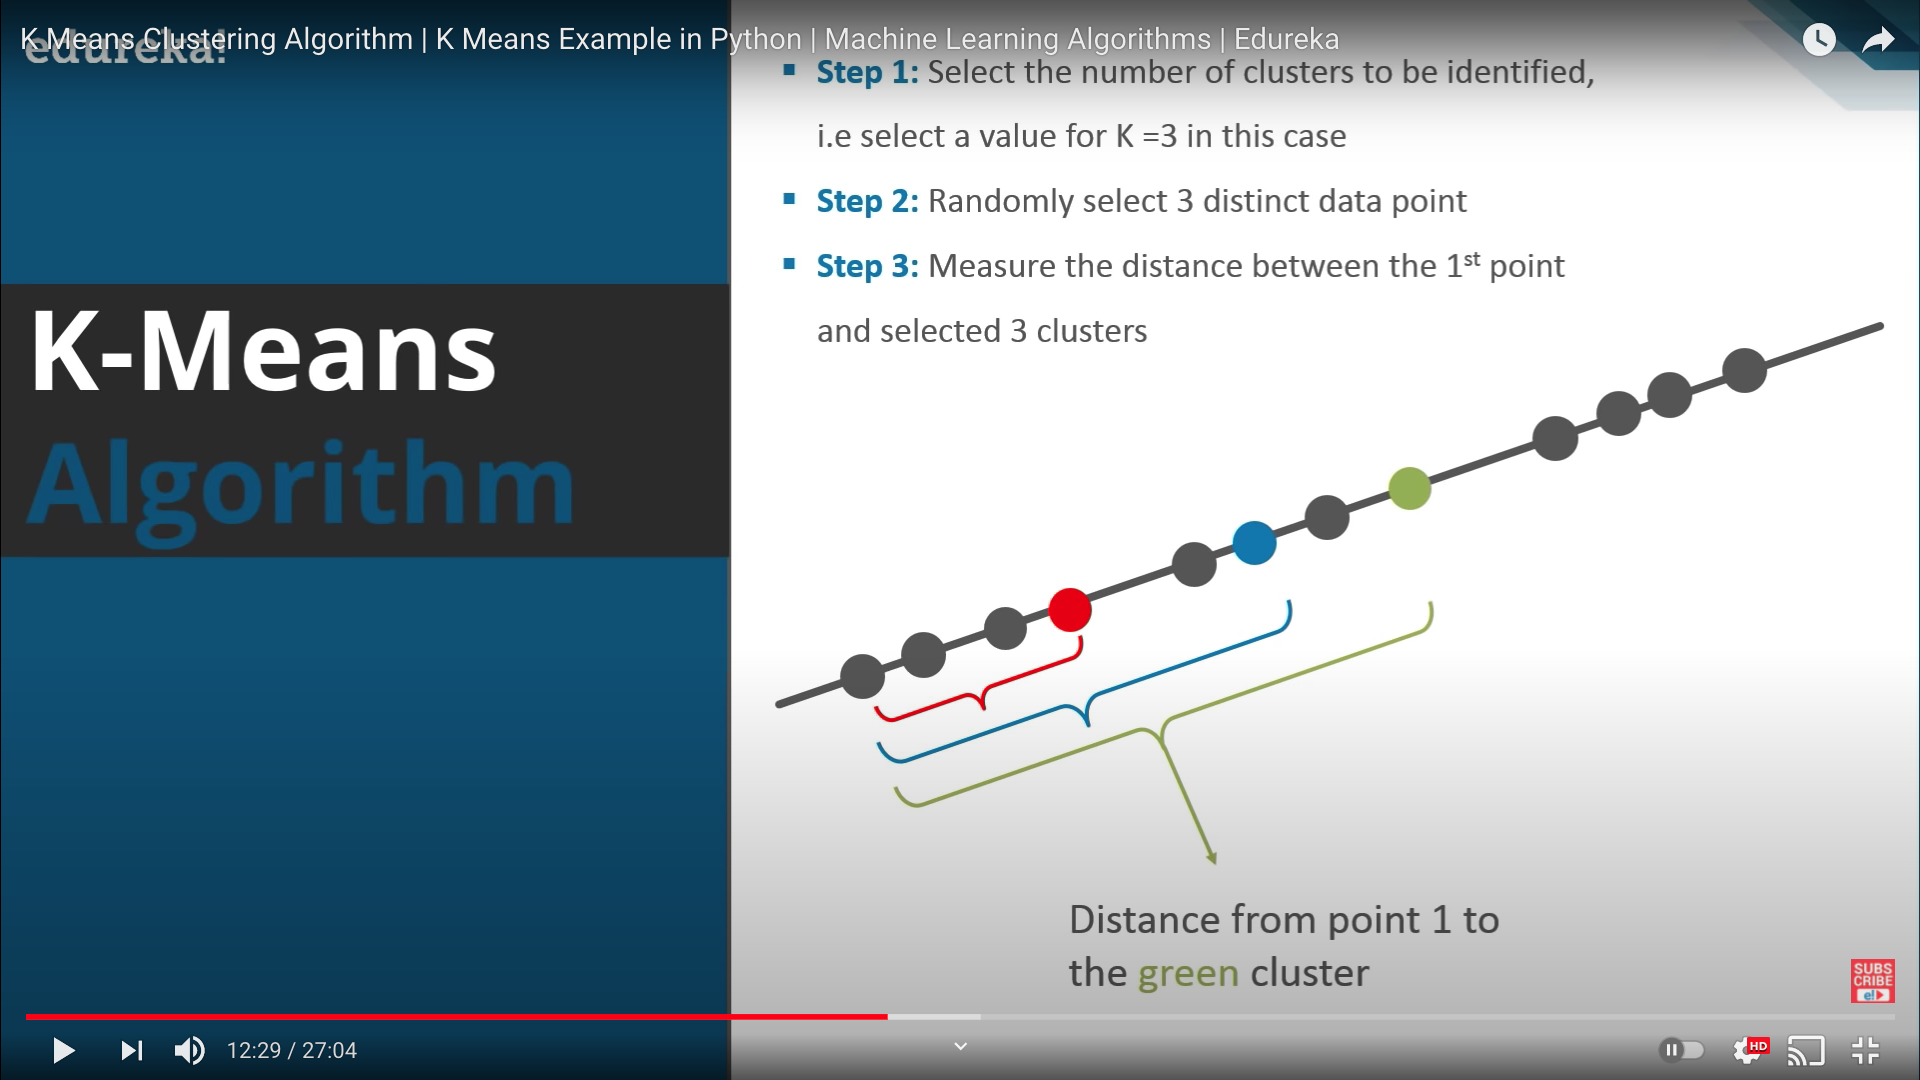 K Means Clustering Algorithm | K Means Example in Python | Machine Learning Algorithms | Edureka
edureka!
▪ Step 1: Select the number of clusters to be identified,
i.e select a value for K =3 in this case
▪ Step 2: Randomly select 3 distinct data point
▪ Step 3: Measure the distance between the 1st point
and selected 3 clusters
K-Means
Algorithm
Distance from point 1 to
the green cluster
SUBS
CRIBE
e!
12:29 / 27:04
HD